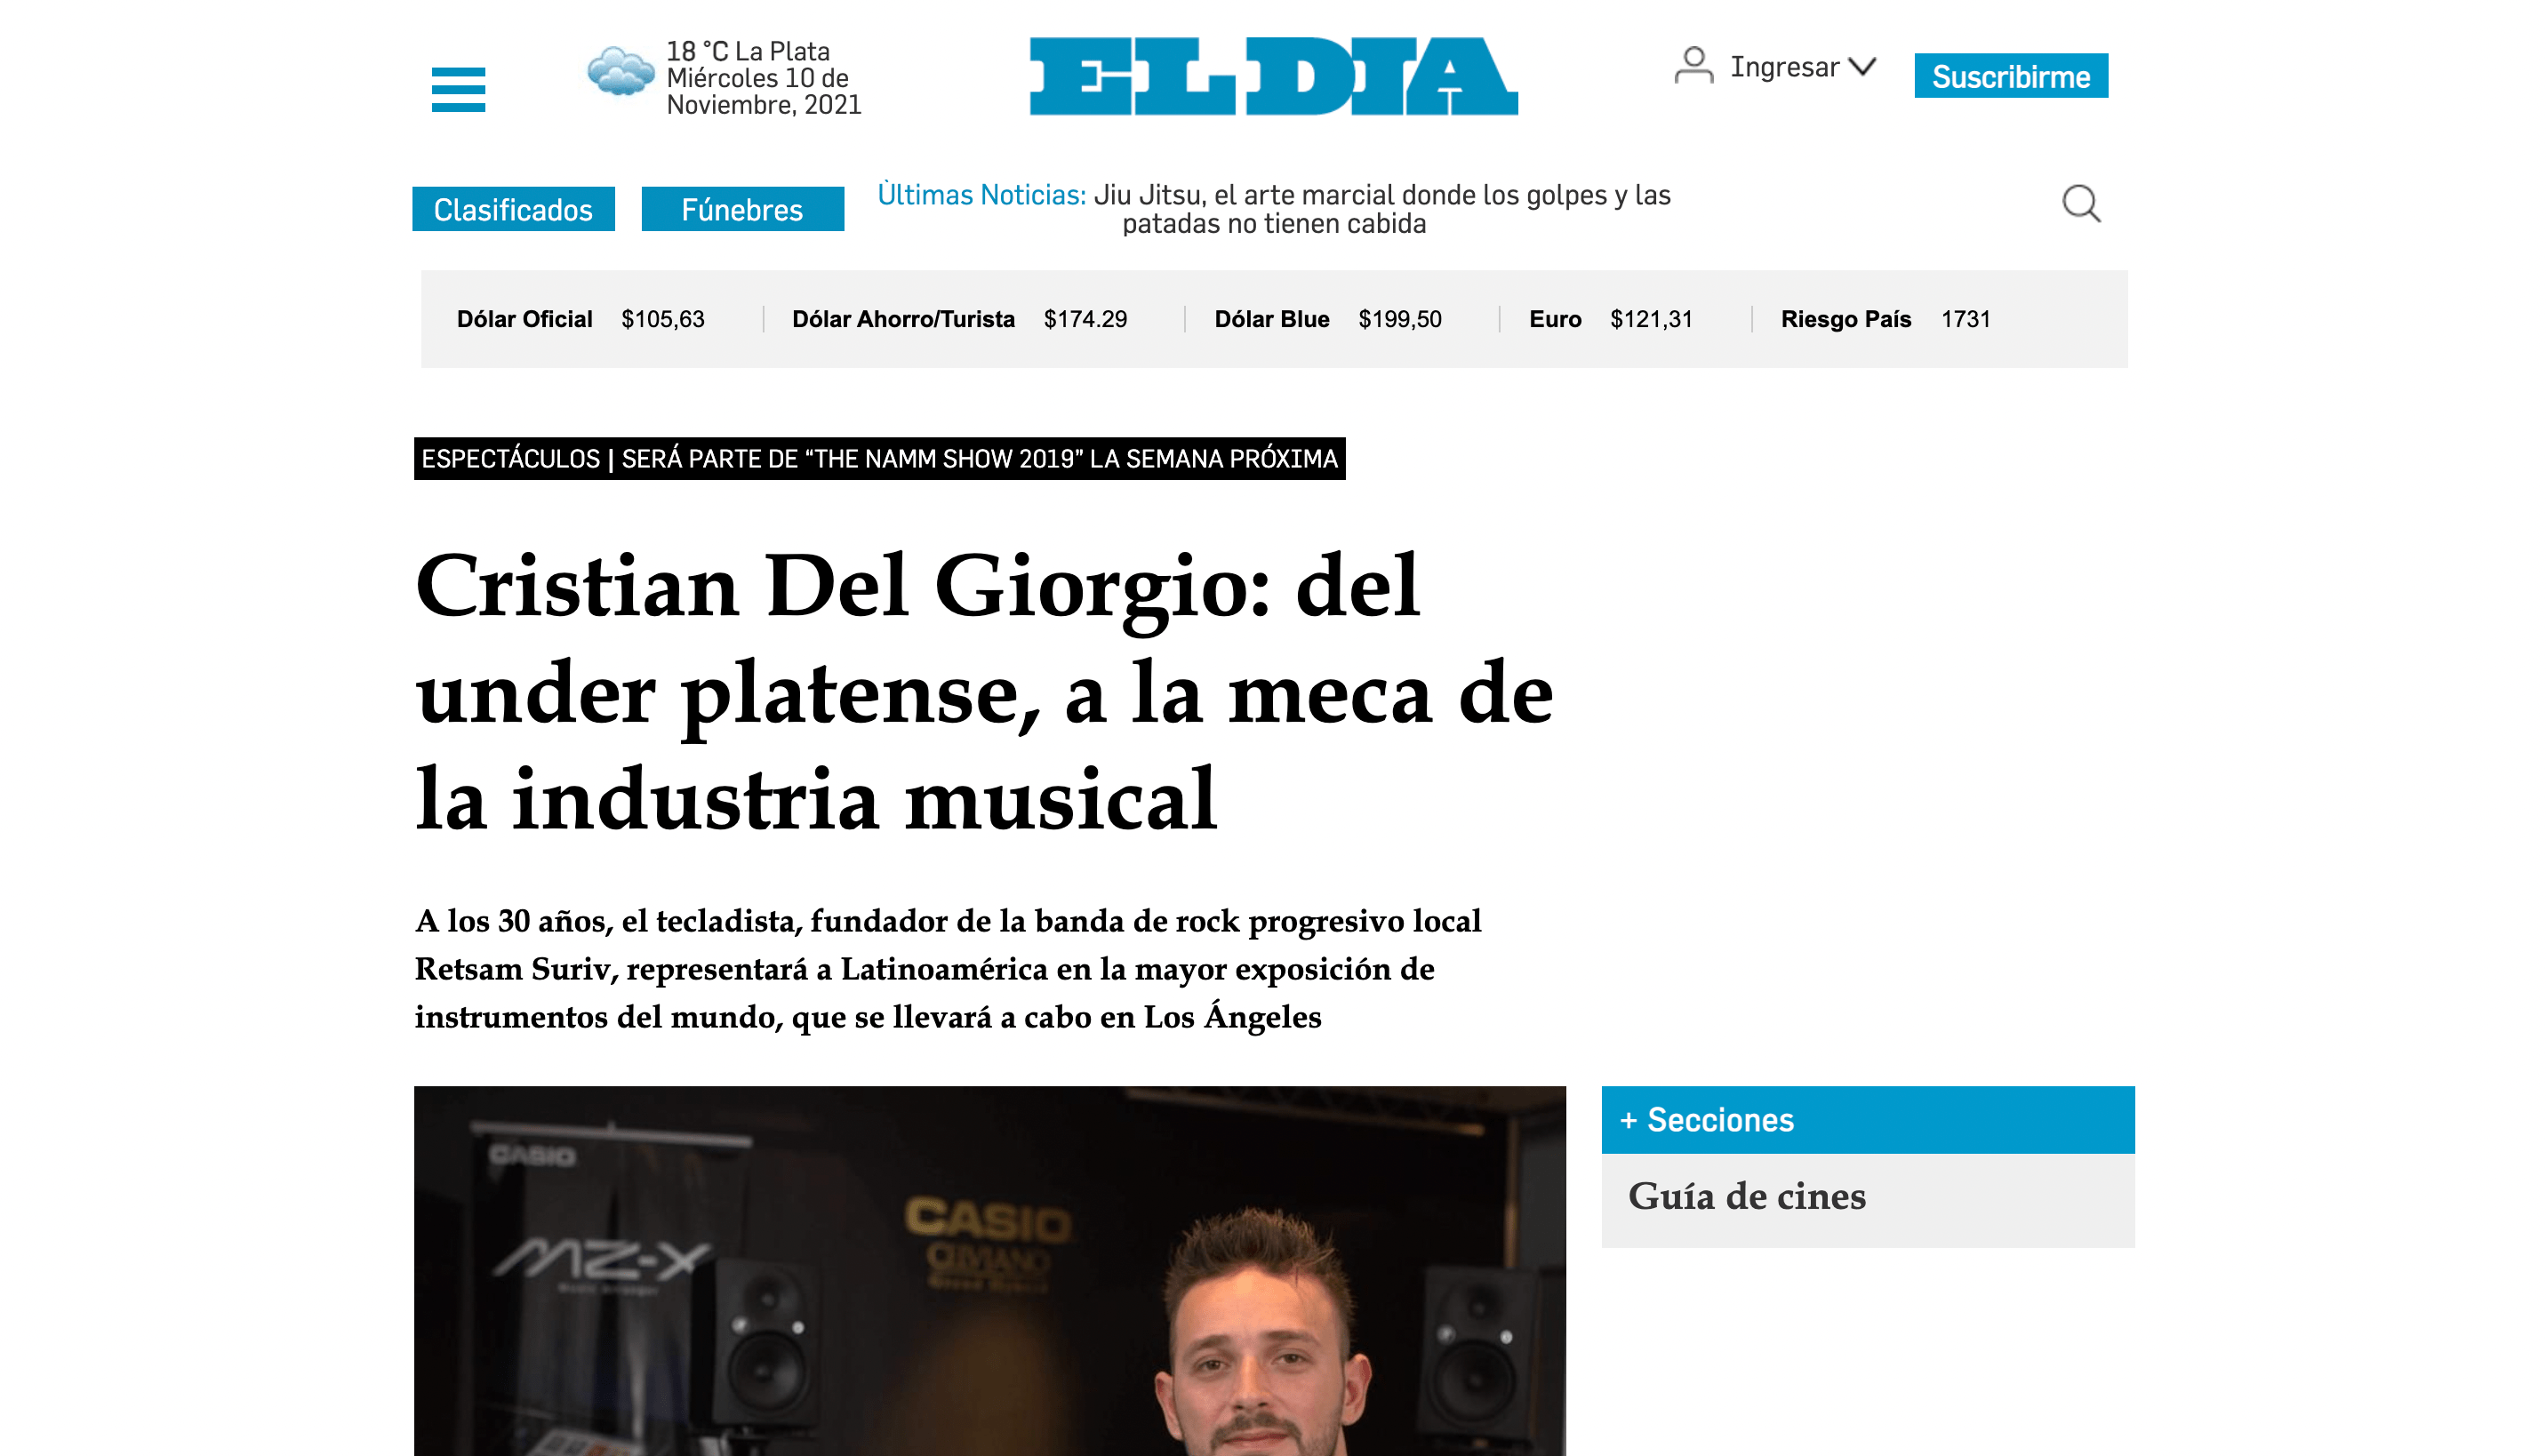 18 °C La Plata
Miércoles 10 de
Noviembre, 2021
EL DIA
Ingresar
Suscribirme
Clasificados
Fúnebres
Ùltimas Noticias: Jiu Jitsu, el arte marcial donde los golpes y las
patadas no tienen cabida
Dólar Oficial $105,63 Dólar Ahorro/Turista $174.29 Dólar Blue $199,50 Euro $121,31 Riesgo País 1731
ESPECTÁCULOS | SERÁ PARTE DE “THE NAMM SHOW 2019” LA SEMANA PRÓXIMA
Cristian Del Giorgio: del
under platense, a la meca de
la industria musical
A los 30 años, el tecladista, fundador de la banda de rock progresivo local
Retsam Suriv, representará a Latinoamérica en la mayor exposición de
instrumentos del mundo, que se llevará a cabo en Los Ángeles
CASIO
MZ-X
CASIO
CELVIANO
Grand Hybrid
+ Secciones
Guía de cines